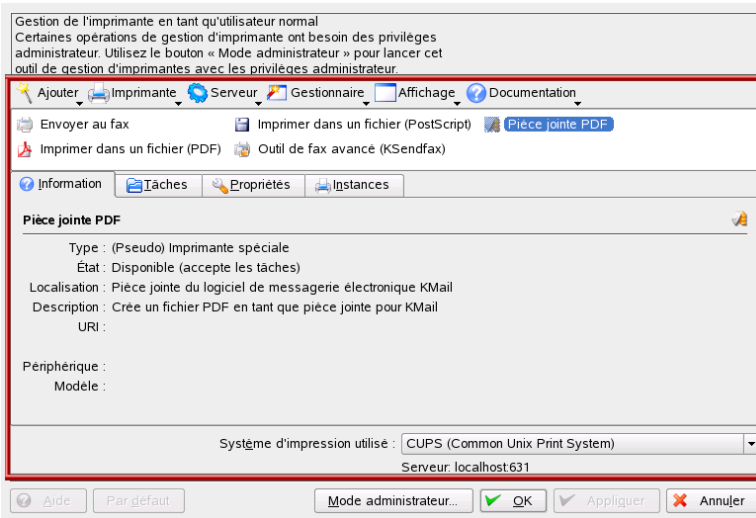 Gestion de l'imprimante en tant qu'utilisateur normal
Certaines opérations de gestion d'imprimante ont besoin des privilèges
administrateur. Utilisez le bouton « Mode administrateur » pour lancer cet
outil de gestion d'imprimantes avec les privilèges administrateur.
Ajouter Imprimante Serveur Gestionnaire Affichage Documentation
Envoyer au fax Imprimer dans un fichier (PostScript) Pièce jointe PDF
Imprimer dans un fichier (PDF) Outil de fax avancé (KSendfax)
Information Tâches Propriétés Instances
Pièce jointe PDF
Type : (Pseudo) Imprimante spéciale
État : Disponible (accepte les tâches)
Localisation : Pièce jointe du logiciel de messagerie électronique KMail
Description : Crée un fichier PDF en tant que pièce jointe pour KMail
URI :
Périphérique :
Modèle :
Système d'impression utilisé : CUPS (Common Unix Print System)
Serveur: localhost:631
Aide Par défaut Mode administrateur... OK Appliquer Annuler